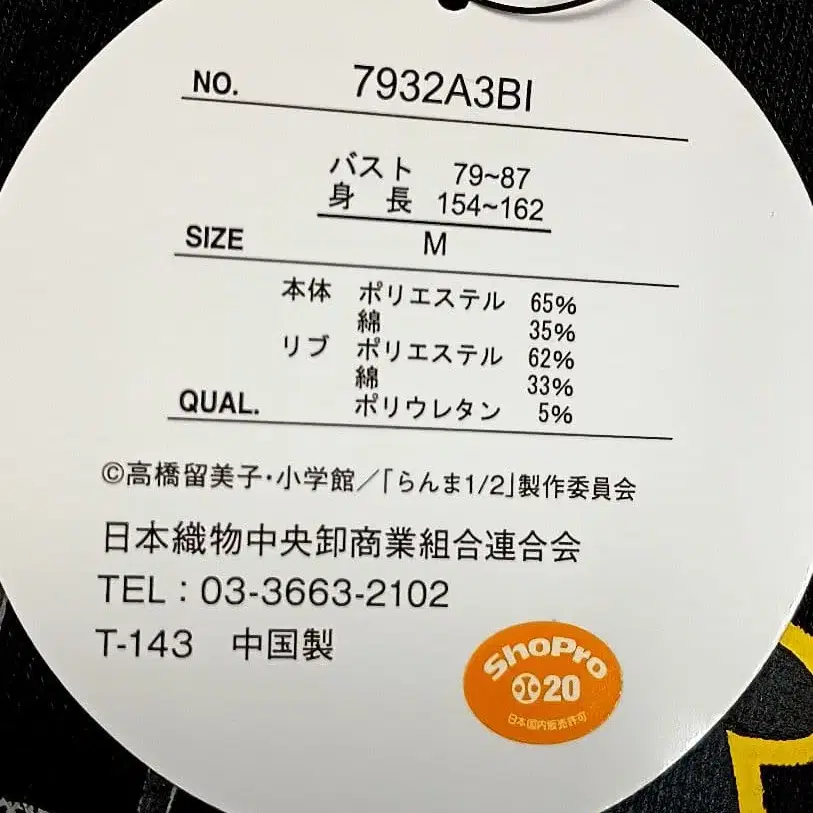 NO. 7932A3BI
バスト 79~87
身 長 154~162
SIZE M
本体 ポリエステル 65%
綿 35%
リブ ポリエステル 62%
綿 33%
QUAL. ポリウレタン 5%
©高橋留美子・小学館／「らんま1/2」製作委員会
日本織物中央卸商業組合連合会
TEL：03-3663-2102
T-143 中国製
ShoPro
20
日本国内販売許可